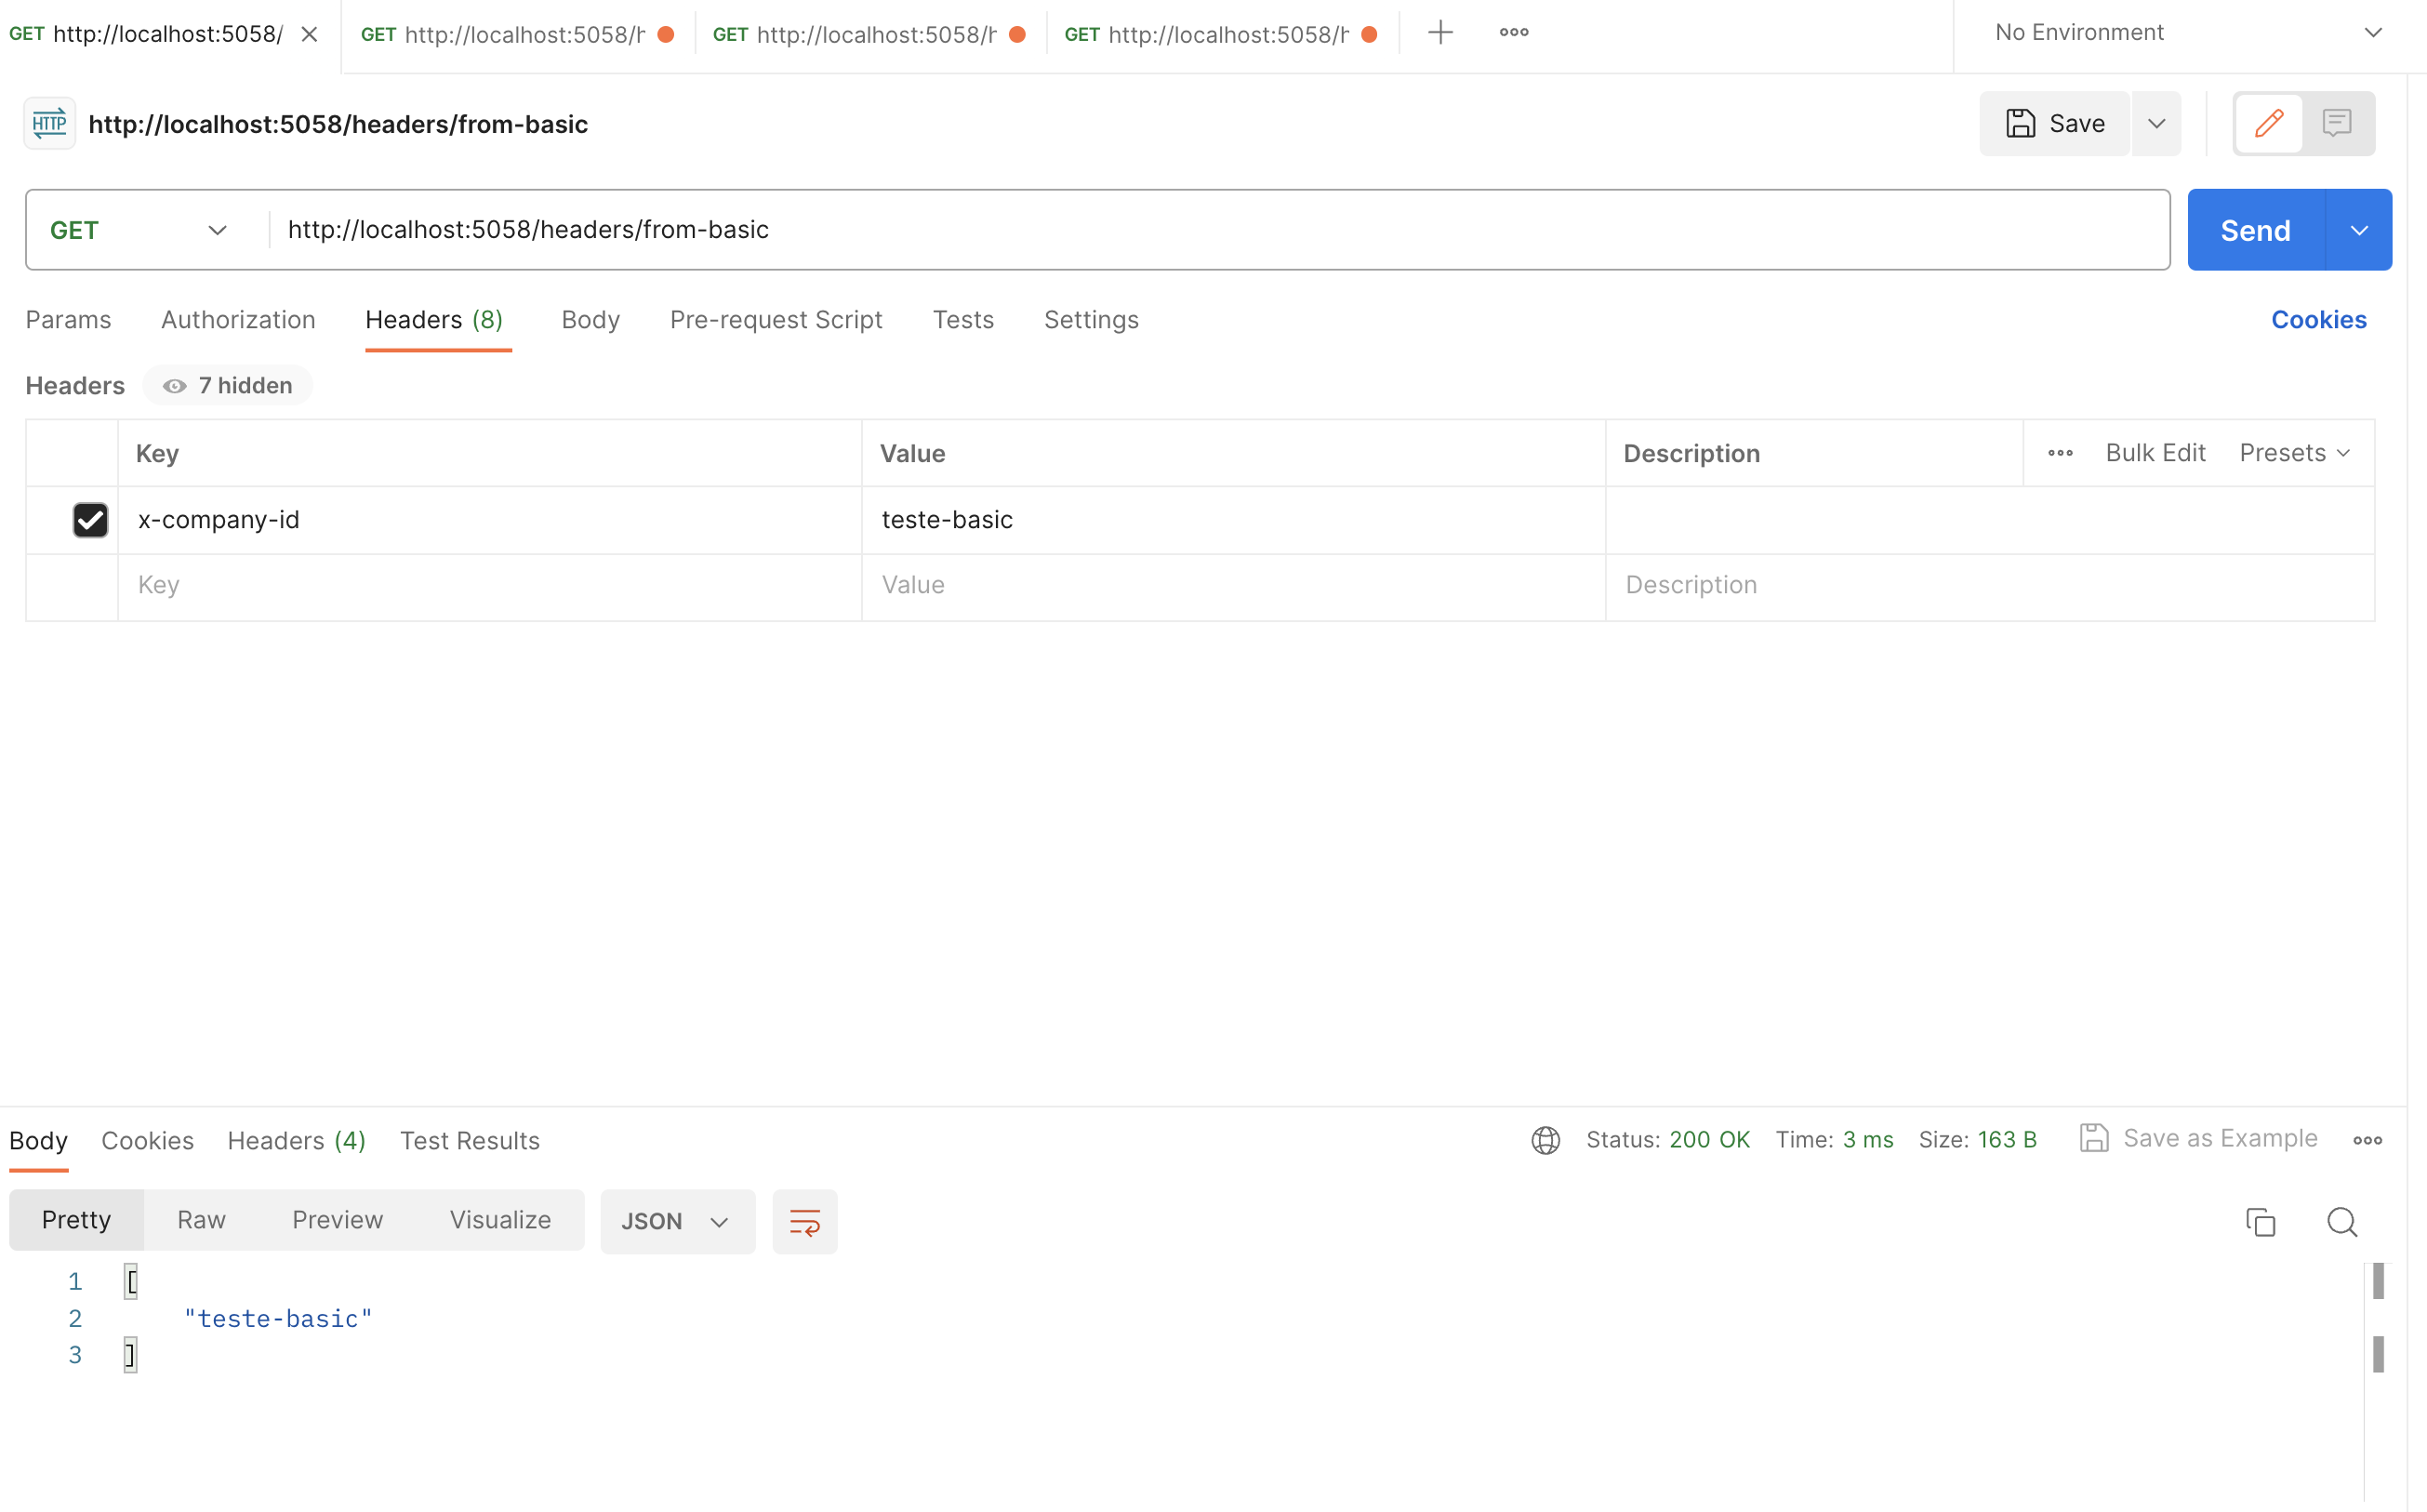 GET http://localhost:5058/ GET http://localhost:5058/h GET http://localhost:5058/h GET http://localhost:5058/h No Environment
HTTP http://localhost:5058/headers/from-basic Save
GET http://localhost:5058/headers/from-basic Send
Params Authorization Headers (8) Body Pre-request Script Tests Settings Cookies
Headers 7 hidden
Key Value Description Bulk Edit Presets
x-company-id teste-basic
Key Value Description
Body Cookies Headers (4) Test Results Status: 200 OK Time: 3 ms Size: 163 B Save as Example
Pretty Raw Preview Visualize JSON
1 [
2 "teste-basic"
3 ]